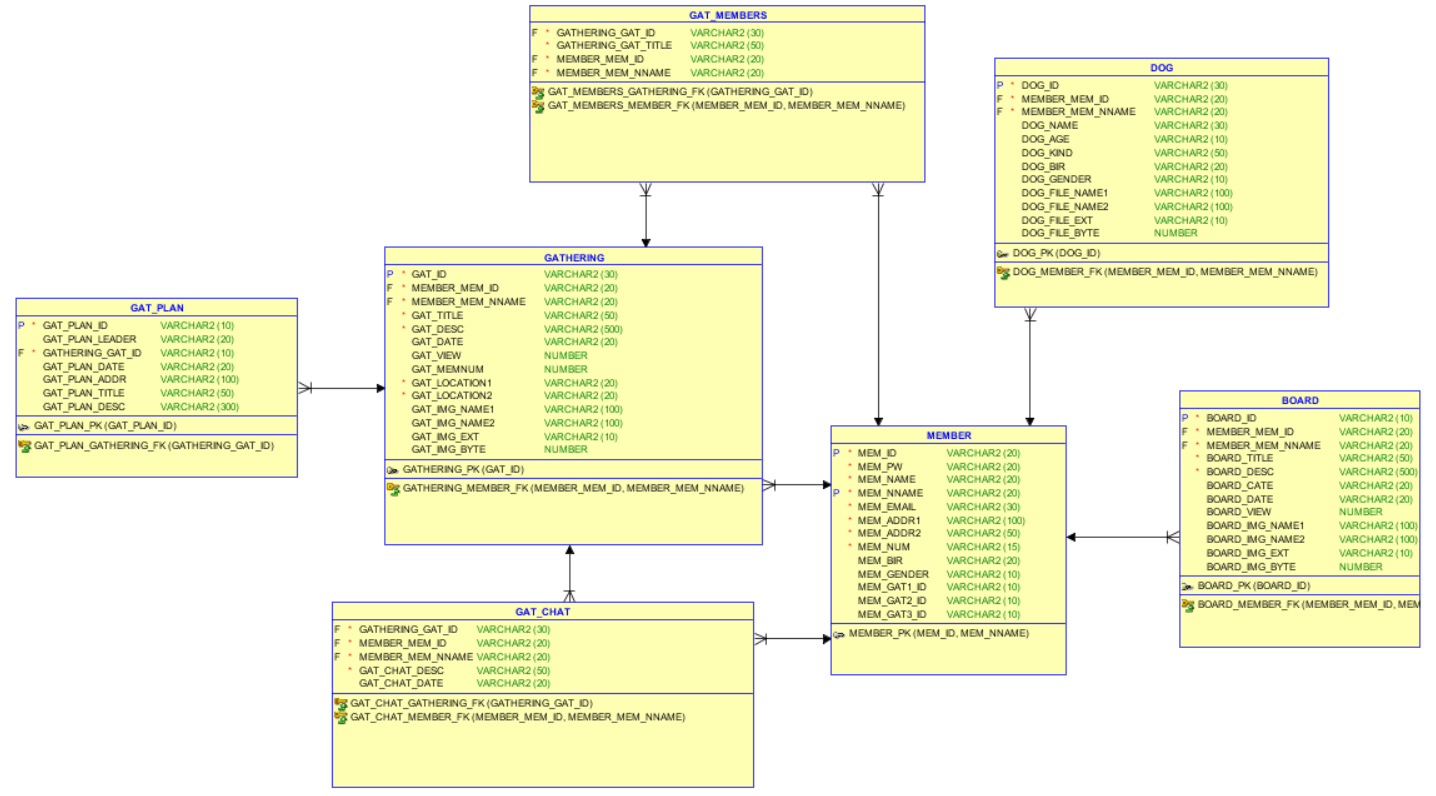 GAT_MEMBERS
F * GATHERING_GAT_ID VARCHAR2 (30)
* GATHERING_GAT_TITLE VARCHAR2 (50)
F * MEMBER_MEM_ID VARCHAR2 (20)
F * MEMBER_MEM_NNAME VARCHAR2 (20)
GAT_MEMBERS_GATHERING_FK (GATHERING_GAT_ID)
GAT_MEMBERS_MEMBER_FK (MEMBER_MEM_ID, MEMBER_MEM_NNAME)
DOG
P * DOG_ID VARCHAR2 (30)
F * MEMBER_MEM_ID VARCHAR2 (20)
F * MEMBER_MEM_NNAME VARCHAR2 (20)
DOG_NAME VARCHAR2 (30)
DOG_AGE VARCHAR2 (10)
DOG_KIND VARCHAR2 (50)
DOG_BIR VARCHAR2 (20)
DOG_GENDER VARCHAR2 (10)
DOG_FILE_NAME1 VARCHAR2 (100)
DOG_FILE_NAME2 VARCHAR2 (100)
DOG_FILE_EXT VARCHAR2 (10)
DOG_FILE_BYTE NUMBER
DOG_PK (DOG_ID)
DOG_MEMBER_FK (MEMBER_MEM_ID, MEMBER_MEM_NNAME)
GATHERING
P * GAT_ID VARCHAR2 (30)
F * MEMBER_MEM_ID VARCHAR2 (20)
F * MEMBER_MEM_NNAME VARCHAR2 (20)
* GAT_TITLE VARCHAR2 (50)
* GAT_DESC VARCHAR2 (500)
GAT_DATE VARCHAR2 (20)
GAT_VIEW NUMBER
GAT_MEMNUM NUMBER
* GAT_LOCATION1 VARCHAR2 (20)
* GAT_LOCATION2 VARCHAR2 (20)
GAT_IMG_NAME1 VARCHAR2 (100)
GAT_IMG_NAME2 VARCHAR2 (100)
GAT_IMG_EXT VARCHAR2 (10)
GAT_IMG_BYTE NUMBER
GATHERING_PK (GAT_ID)
GATHERING_MEMBER_FK (MEMBER_MEM_ID, MEMBER_MEM_NNAME)
GAT_PLAN
P * GAT_PLAN_ID VARCHAR2 (10)
GAT_PLAN_LEADER VARCHAR2 (20)
F * GATHERING_GAT_ID VARCHAR2 (10)
GAT_PLAN_DATE VARCHAR2 (20)
GAT_PLAN_ADDR VARCHAR2 (100)
GAT_PLAN_TITLE VARCHAR2 (50)
GAT_PLAN_DESC VARCHAR2 (300)
GAT_PLAN_PK (GAT_PLAN_ID)
GAT_PLAN_GATHERING_FK (GATHERING_GAT_ID)
MEMBER
P * MEM_ID VARCHAR2 (20)
* MEM_PW VARCHAR2 (20)
* MEM_NAME VARCHAR2 (20)
P * MEM_NNAME VARCHAR2 (20)
* MEM_EMAIL VARCHAR2 (30)
* MEM_ADDR1 VARCHAR2 (100)
* MEM_ADDR2 VARCHAR2 (50)
* MEM_NUM VARCHAR2 (15)
MEM_BIR VARCHAR2 (20)
MEM_GENDER VARCHAR2 (10)
MEM_GAT1_ID VARCHAR2 (10)
MEM_GAT2_ID VARCHAR2 (10)
MEM_GAT3_ID VARCHAR2 (10)
MEMBER_PK (MEM_ID, MEM_NNAME)
BOARD
P * BOARD_ID VARCHAR2 (10)
F * MEMBER_MEM_ID VARCHAR2 (20)
F * MEMBER_MEM_NNAME VARCHAR2 (20)
* BOARD_TITLE VARCHAR2 (50)
* BOARD_DESC VARCHAR2 (500)
BOARD_CATE VARCHAR2 (20)
BOARD_DATE VARCHAR2 (20)
BOARD_VIEW NUMBER
BOARD_IMG_NAME1 VARCHAR2 (100)
BOARD_IMG_NAME2 VARCHAR2 (100)
BOARD_IMG_EXT VARCHAR2 (10)
BOARD_IMG_BYTE NUMBER
BOARD_PK (BOARD_ID)
BOARD_MEMBER_FK (MEMBER_MEM_ID, MEM
GAT_CHAT
F * GATHERING_GAT_ID VARCHAR2 (30)
F * MEMBER_MEM_ID VARCHAR2 (20)
F * MEMBER_MEM_NNAME VARCHAR2 (20)
* GAT_CHAT_DESC VARCHAR2 (50)
GAT_CHAT_DATE VARCHAR2 (20)
GAT_CHAT_GATHERING_FK (GATHERING_GAT_ID)
GAT_CHAT_MEMBER_FK (MEMBER_MEM_ID, MEMBER_MEM_NNAME)